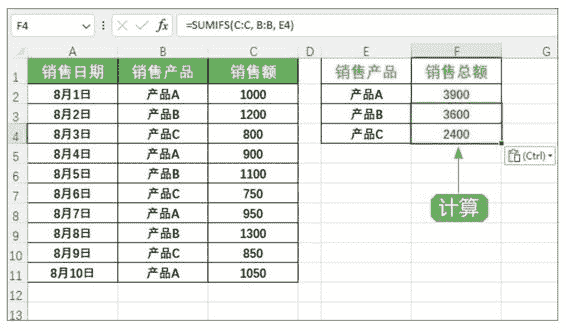 F4 fx =SUMIFS(C:C, B:B, E4)
A B C D E F G
1 销售日期 销售产品 销售额 销售产品 销售总额
2 8月1日 产品A 1000 产品A 3900
3 8月2日 产品B 1200 产品B 3600
4 8月3日 产品C 800 产品C 2400
5 8月4日 产品A 900 (Ctrl)
6 8月5日 产品B 1100
7 8月6日 产品C 750 计算
8 8月7日 产品A 950
9 8月8日 产品B 1300
10 8月9日 产品C 850
11 8月10日 产品A 1050
12
13